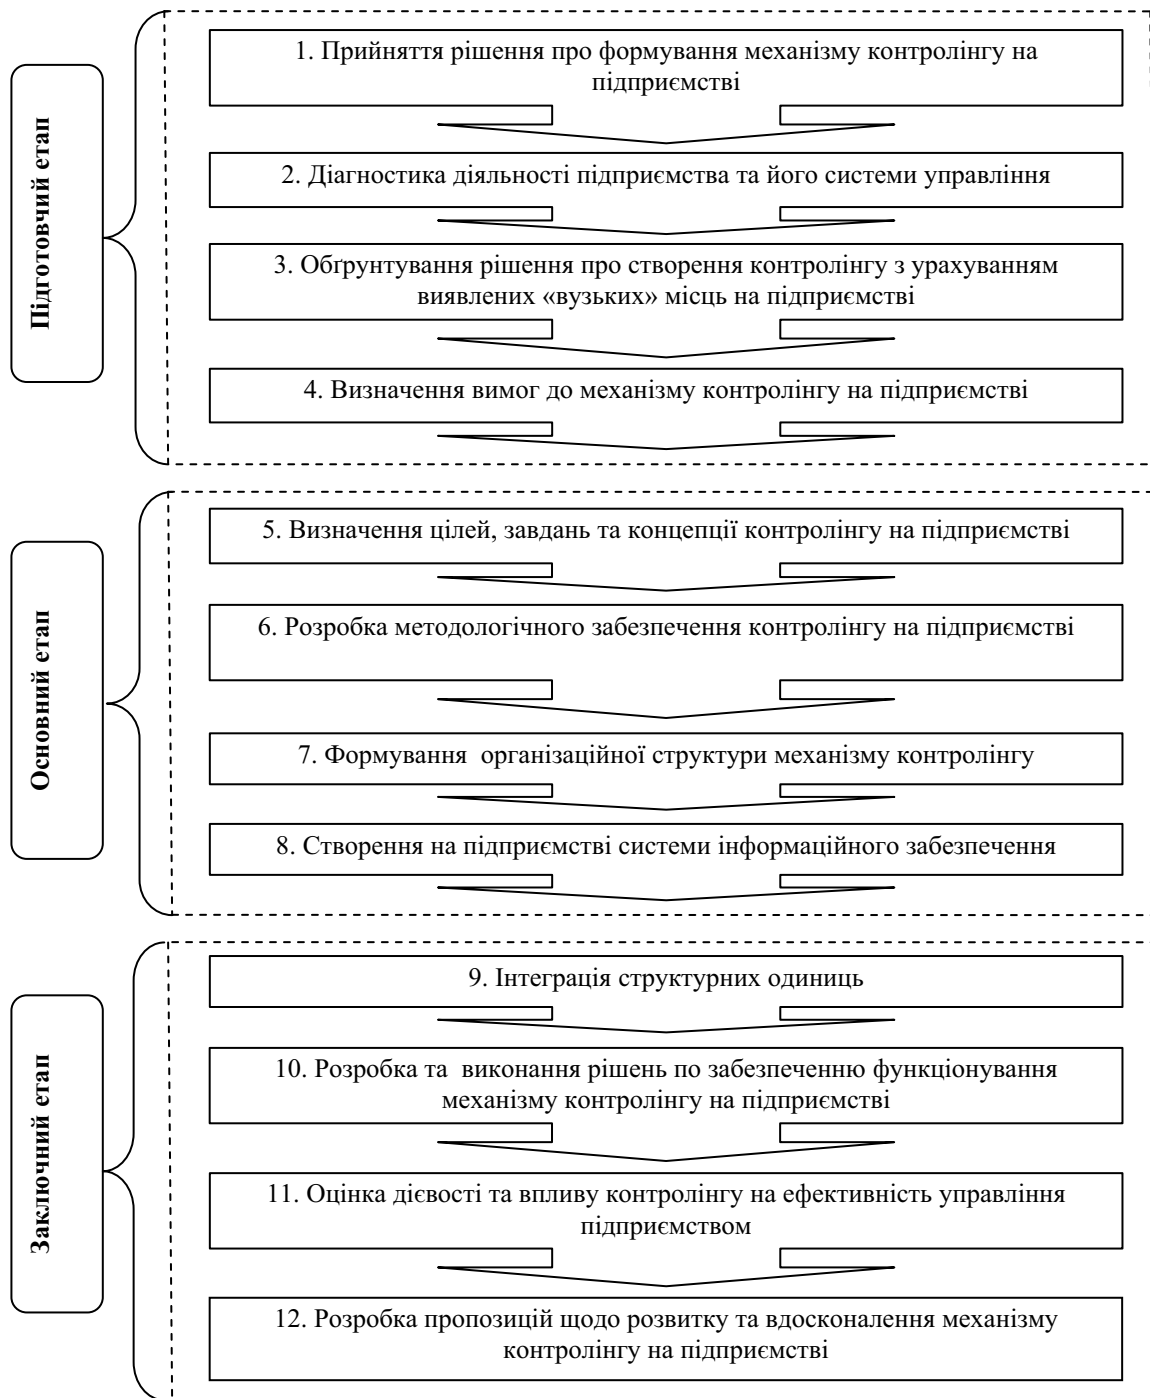 Підготовчий етап
1. Прийняття рішення про формування механізму контролінгу на
підприємстві
2. Діагностика діяльності підприємства та його системи управління
3. Обґрунтування рішення про створення контролінгу з урахуванням
виявлених «вузьких» місць на підприємстві
4. Визначення вимог до механізму контролінгу на підприємстві
Основний етап
5. Визначення цілей, завдань та концепції контролінгу на підприємстві
6. Розробка методологічного забезпечення контролінгу на підприємстві
7. Формування  організаційної структури механізму контролінгу
8. Створення на підприємстві системи інформаційного забезпечення
Заключний етап
9. Інтеграція структурних одиниць
10. Розробка та  виконання рішень по забезпеченню функціонування
механізму контролінгу на підприємстві
11. Оцінка дієвості та впливу контролінгу на ефективність управління
підприємством
12. Розробка пропозицій щодо розвитку та вдосконалення механізму
контролінгу на підприємстві